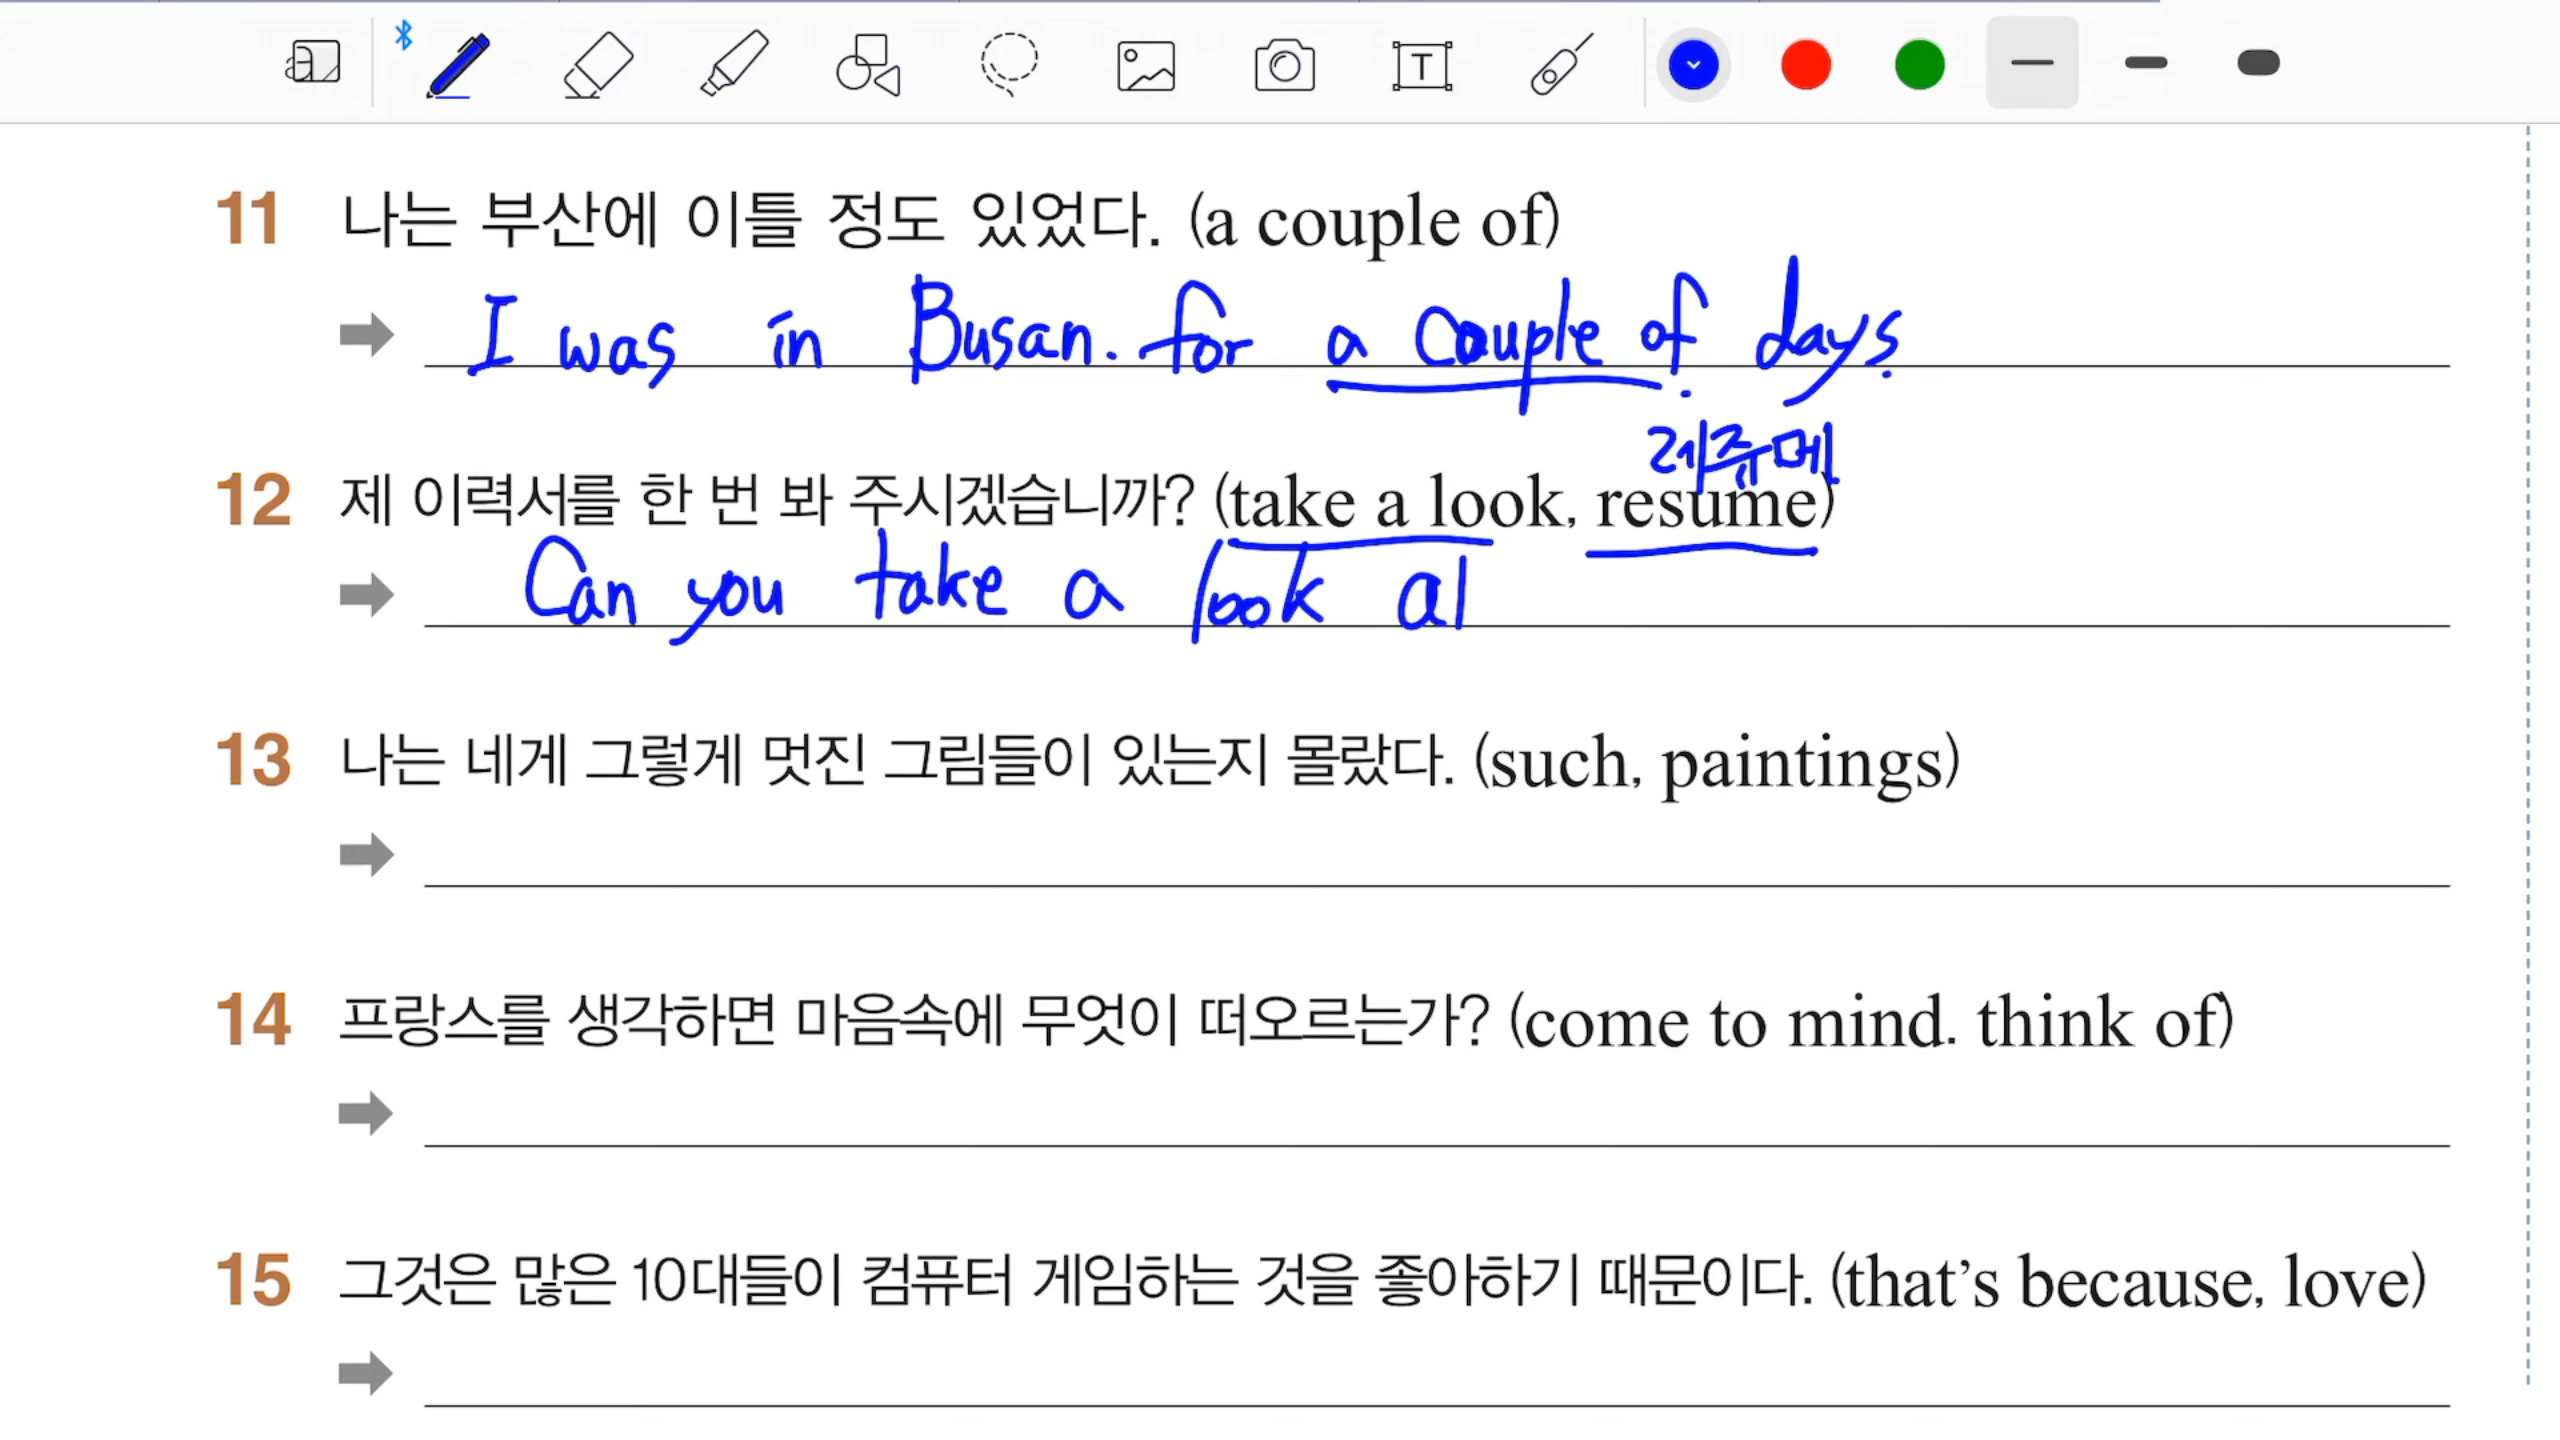 11 나는 부산에 이틀 정도 있었다. (a couple of)
I was in Busan. for a couple of days.
레쥬메
12 제 이력서를 한 번 봐 주시겠습니까? (take a look, resume)
Can you take a look al
13 나는 네게 그렇게 멋진 그림들이 있는지 몰랐다. (such, paintings)
14 프랑스를 생각하면 마음속에 무엇이 떠오르는가? (come to mind. think of)
15 그것은 많은 10대들이 컴퓨터 게임하는 것을 좋아하기 때문이다. (that’s because, love)